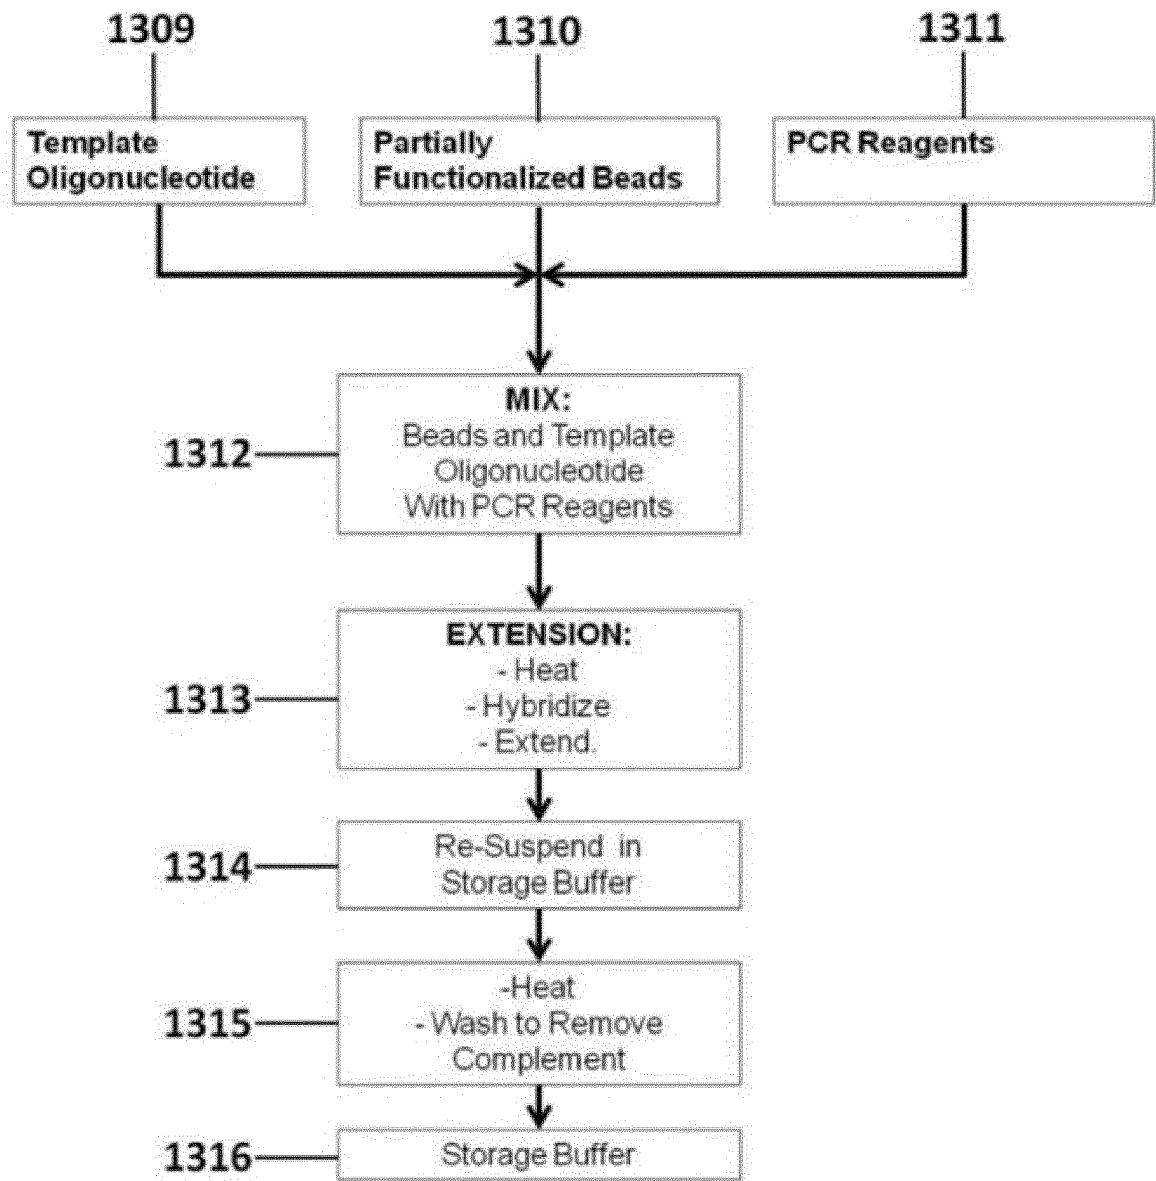 1309
1310
1311
Template
Oligonucleotide
Partially
Functionalized Beads
PCR Reagents
1312
MIX:
Beads and Template
Oligonucleotide
With PCR Reagents
1313
EXTENSION:
- Heat
- Hybridize
- Extend.
1314
Re-Suspend in
Storage Buffer
1315
-Heat
- Wash to Remove
Complement
1316
Storage Buffer